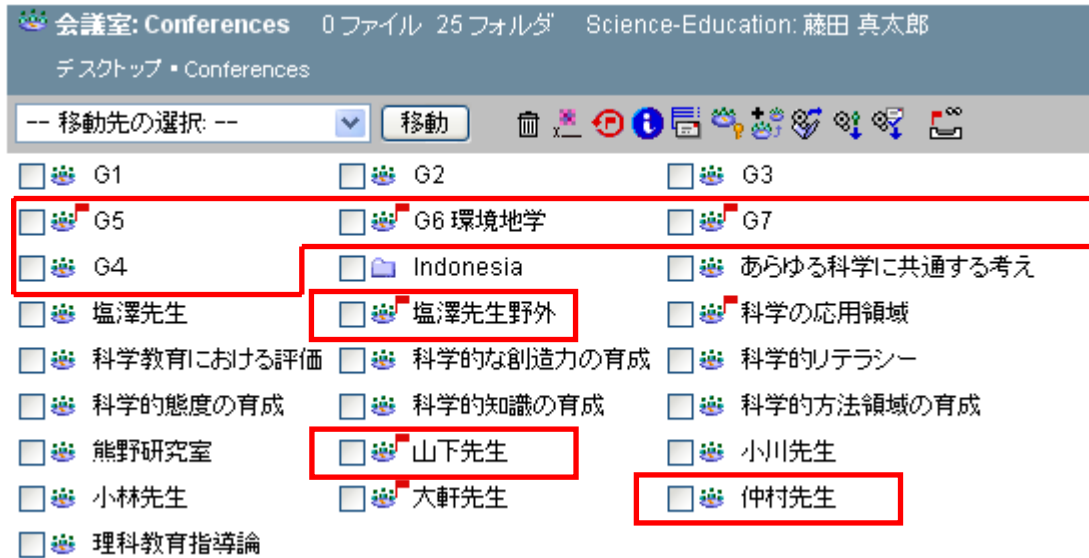 会議室: Conferences 0 ファイル 25 フォルダ Science-Education: 藤田 真太郎
デスクトップ • Conferences
-- 移動先の選択: -- 移動
G1 G2 G3
G5 G6 環境地学 G7
G4 Indonesia あらゆる科学に共通する考え
塩澤先生 塩澤先生野外 科学の応用領域
科学教育における評価 科学的な創造力の育成 科学的リテラシー
科学的態度の育成 科学的知識の育成 科学的方法領域の育成
熊野研究室 山下先生 小川先生
小林先生 大軒先生 仲村先生
理科教育指導論